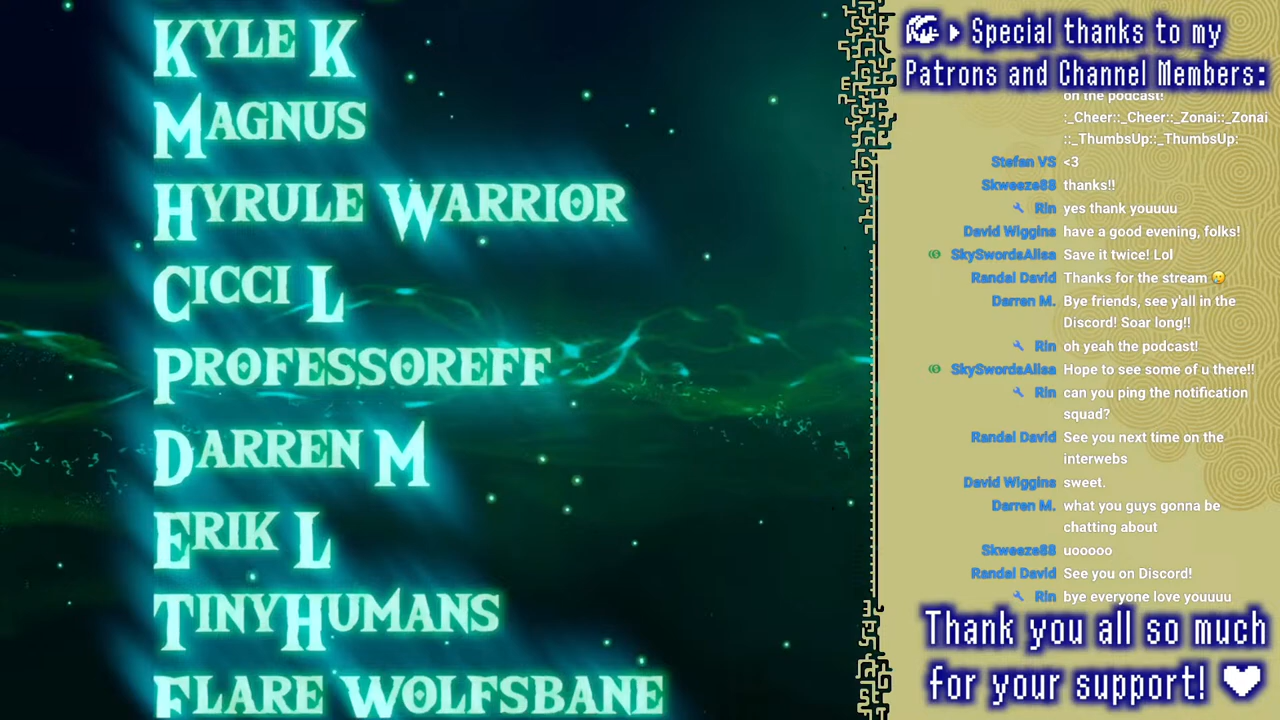 Kyle K
Magnus
Hyrule Warrior
Cicci L
Professoreff
Darren M
Erik L
TinyHumans
Flare Wolfsbane
Special thanks to my
Patrons and Channel Members:
on the podcast!
:_Cheer::_Cheer::_Zonai::_Zonai
::_ThumbsUp::_ThumbsUp:
Stefan VS <3
Skweeze88 thanks!!
Rin yes thank youuuu
David Wiggins have a good evening, folks!
SkySwordsAlisa Save it twice! Lol
Randal David Thanks for the stream 🥲
Darren M. Bye friends, see y'all in the
Discord! Soar long!!
Rin oh yeah the podcast!
SkySwordsAlisa Hope to see some of u there!!
Rin can you ping the notification
squad?
Randal David See you next time on the
interwebs
David Wiggins sweet.
Darren M. what you guys gonna be
chatting about
Skweeze88 uooooo
Randal David See you on Discord!
Rin bye everyone love youuuu
Thank you all so much
for your support!